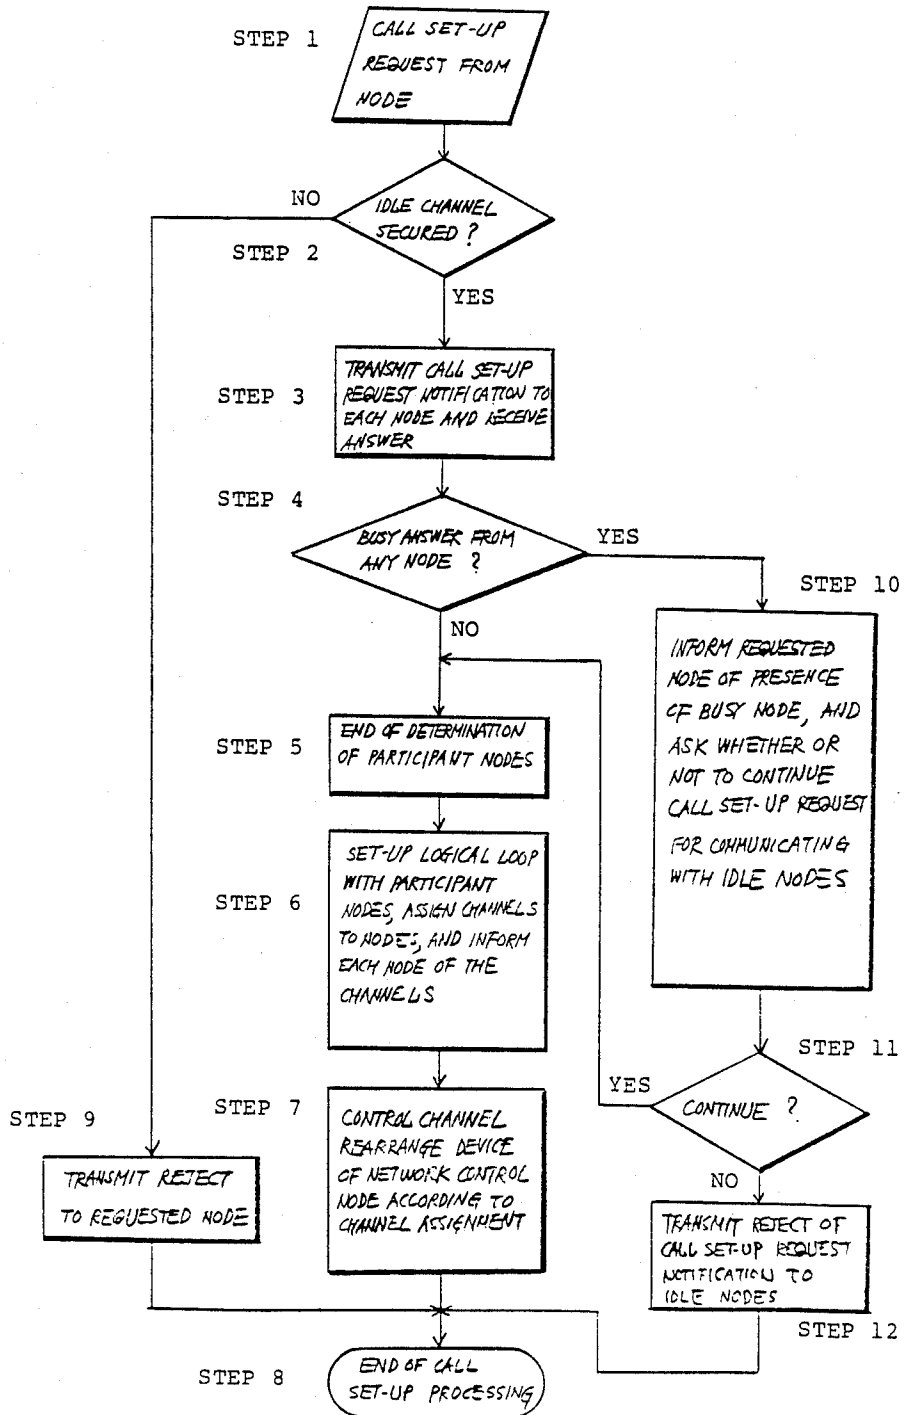 STEP 1
CALL SET-UP
REQUEST FROM
NODE
NO
IDLE CHANNEL
SECURED ?
STEP 2
YES
STEP 3
TRANSMIT CALL SET-UP
REQUEST NOTIFICATION TO
EACH NODE AND RECEIVE
ANSWER
STEP 4
BUSY ANSWER FROM
ANY NODE ?
YES
NO
STEP 10
INFORM REQUESTED
NODE OF PRESENCE
OF BUSY NODE, AND
ASK WHETHER OR
NOT TO CONTINUE
CALL SET-UP REQUEST
FOR COMMUNICATING
WITH IDLE NODES
STEP 5
END OF DETERMINATION
OF PARTICIPANT NODES
STEP 6
SET-UP LOGICAL LOOP
WITH PARTICIPANT
NODES, ASSIGN CHANNELS
TO NODES, AND INFORM
EACH NODE OF THE
CHANNELS
STEP 11
YES
CONTINUE ?
NO
STEP 7
CONTROL CHANNEL
REARRANGE DEVICE
OF NETWORK CONTROL
NODE ACCORDING TO
CHANNEL ASSIGNMENT
STEP 9
TRANSMIT REJECT
TO REQUESTED NODE
TRANSMIT REJECT OF
CALL SET-UP REQUEST
NOTIFICATION TO
IDLE NODES
STEP 12
STEP 8
END OF CALL
SET-UP PROCESSING